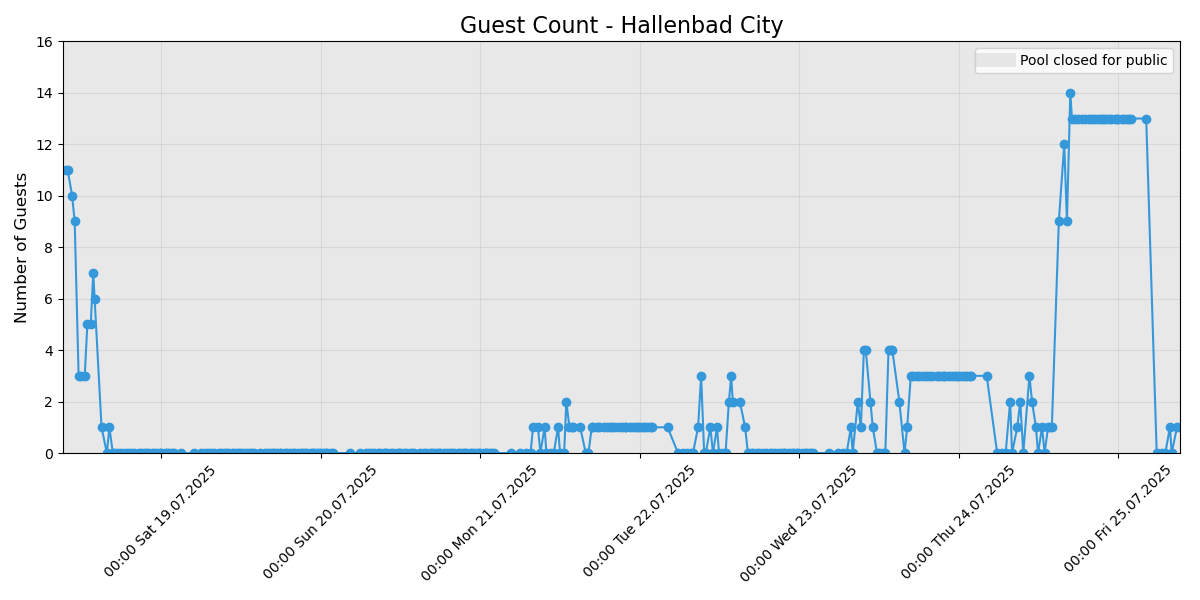 Guest Count - Hallenbad City
Pool closed for public
Number of Guests
16
14
12
10
8
6
4
2
0
00:00 Sat 19.07.2025
00:00 Sun 20.07.2025
00:00 Mon 21.07.2025
00:00 Tue 22.07.2025
00:00 Wed 23.07.2025
00:00 Thu 24.07.2025
00:00 Fri 25.07.2025